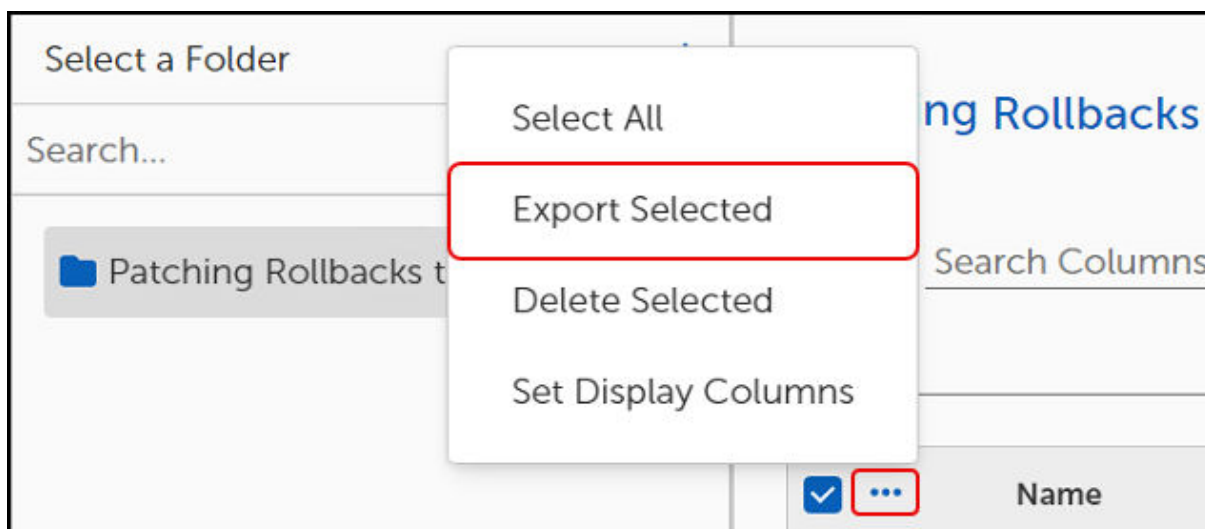 Select a Folder
Search...
Patching Rollbacks t
Select All
Export Selected
Delete Selected
Set Display Columns
ng Rollbacks
Search Columns
Name